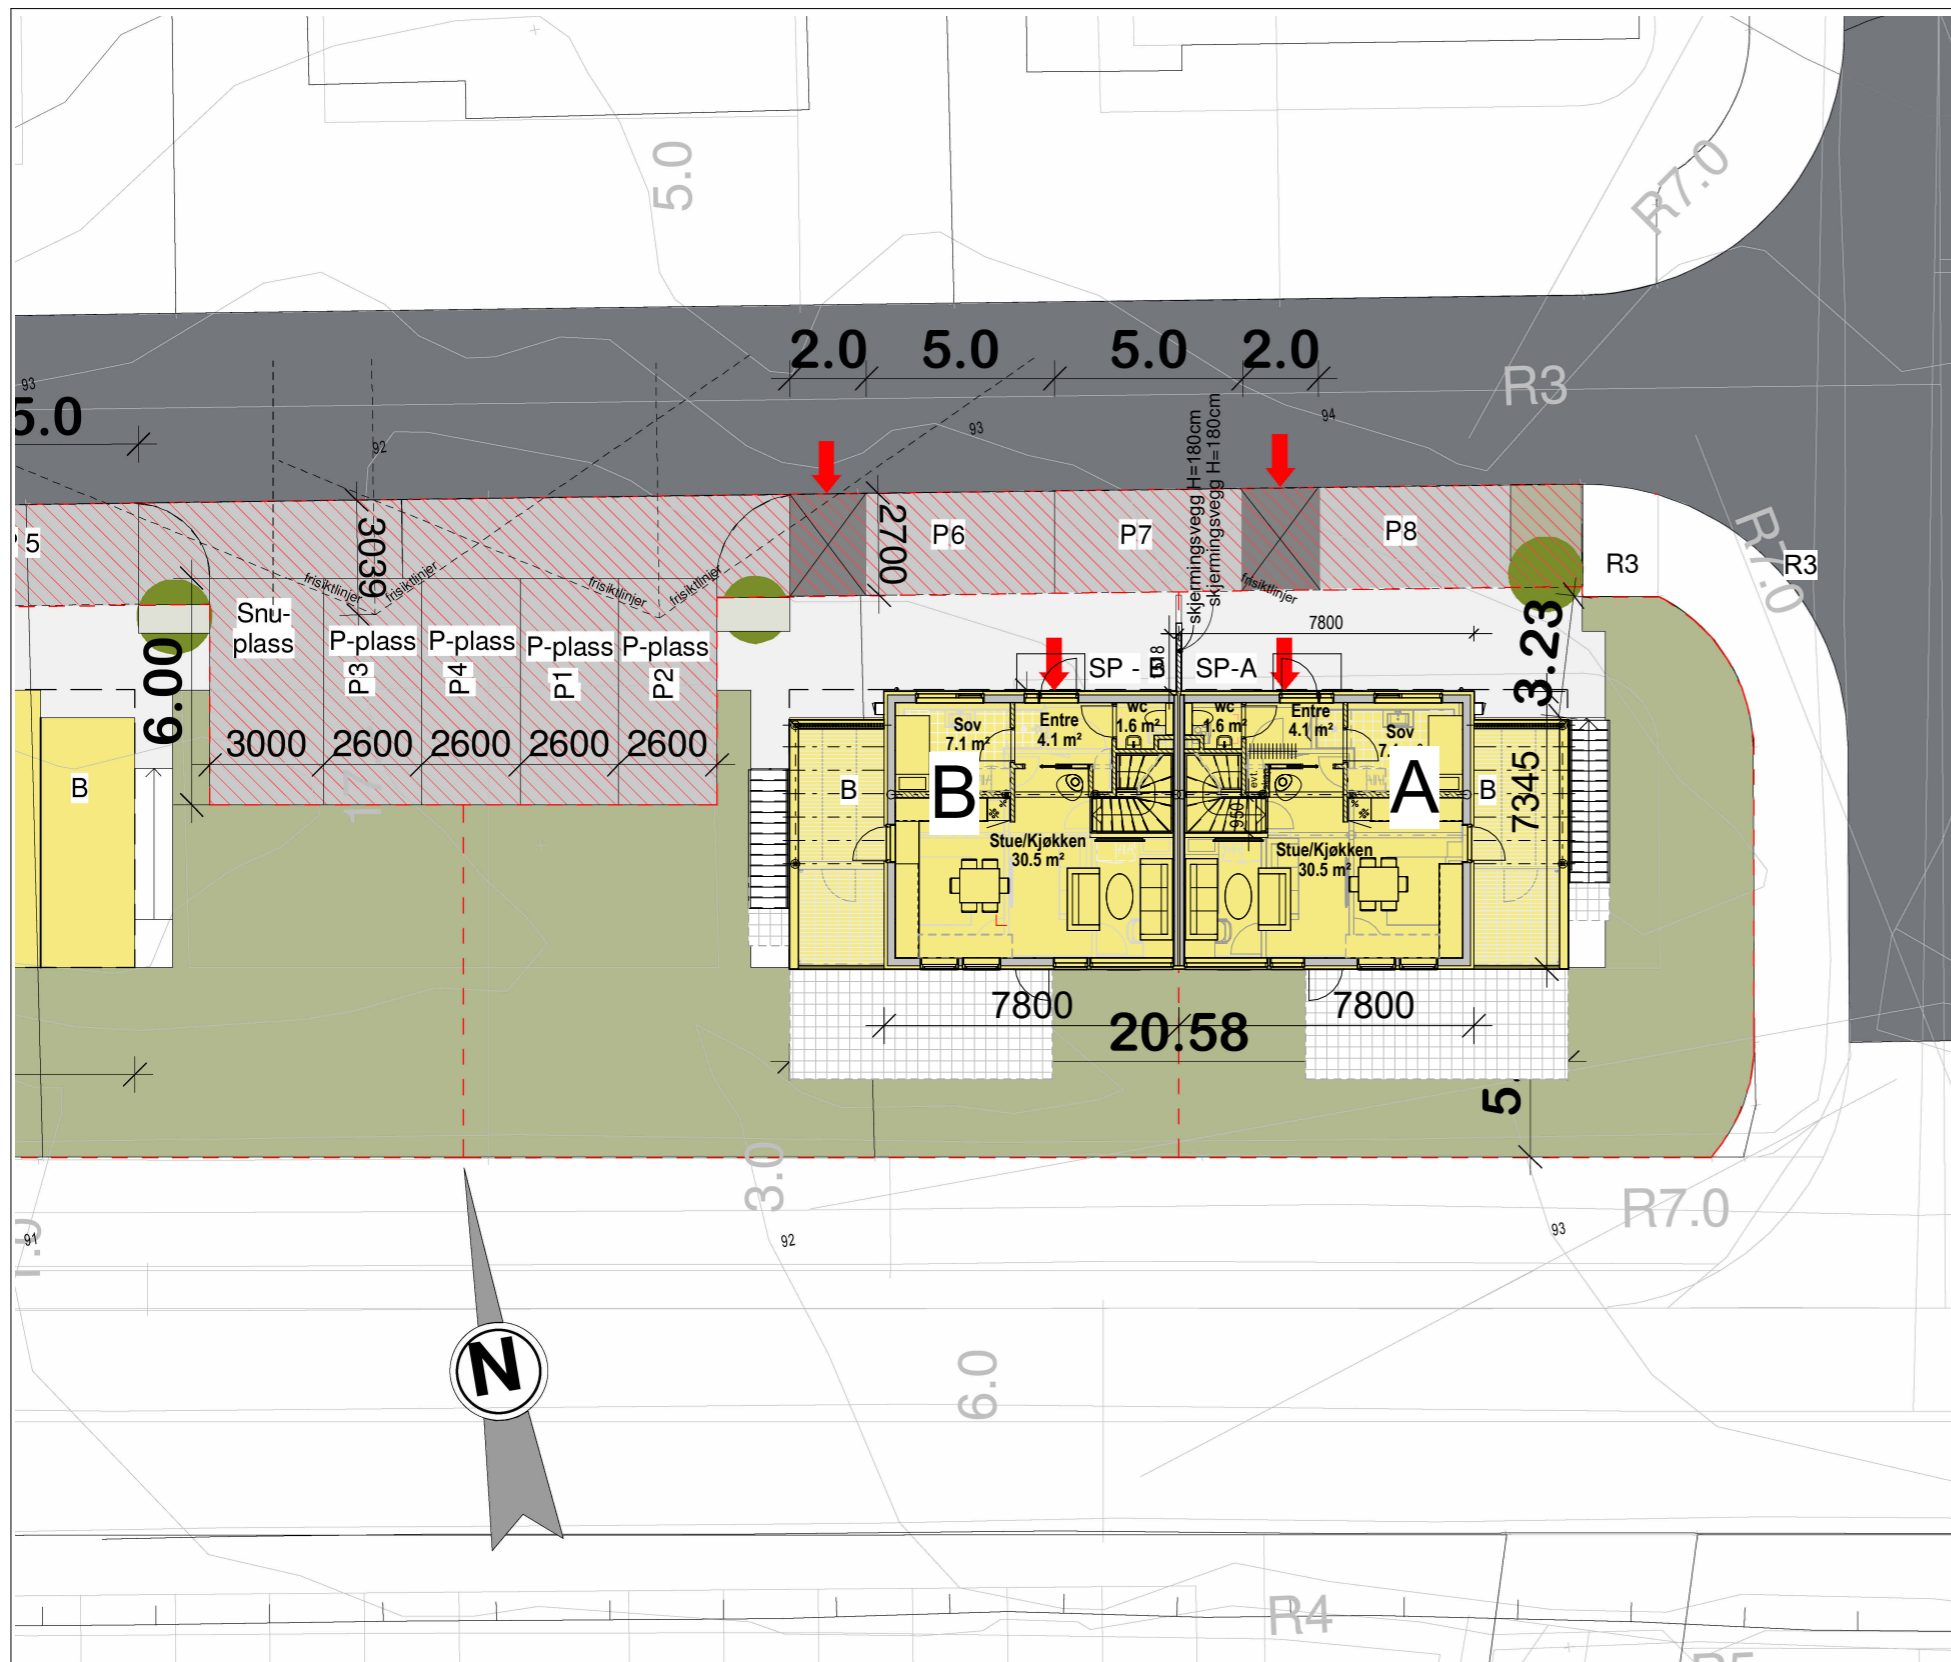 5.0
R7.0
2.0
5.0
5.0
2.0
R3
93
5.0
92
93
94
skjermingsvegg H=180cm
skjermingsvegg H=180cm
R7.0
5
3039
2700
P6
P7
P8
R3
R3
frisiktlinjer
frisiktlinjer
frisiktlinjer
frisiktlinjer
frisiktlinjer
Snu-
plass
P-plass
P3
P-plass
P4
P-plass
P1
P-plass
P2
6.00
3000
2600
2600
2600
2600
7800
3.23
SP - B
SP-A
Sov
7.1 m²
Entre
4.1 m²
wc
1.6 m²
wc
1.6 m²
Entre
4.1 m²
Sov
B
B
B
A
B
7345
950
Stue/Kjøkken
30.5 m²
Stue/Kjøkken
30.5 m²
7800
7800
20.58
3.0
R7.0
91
92
93
N
6.0
R4